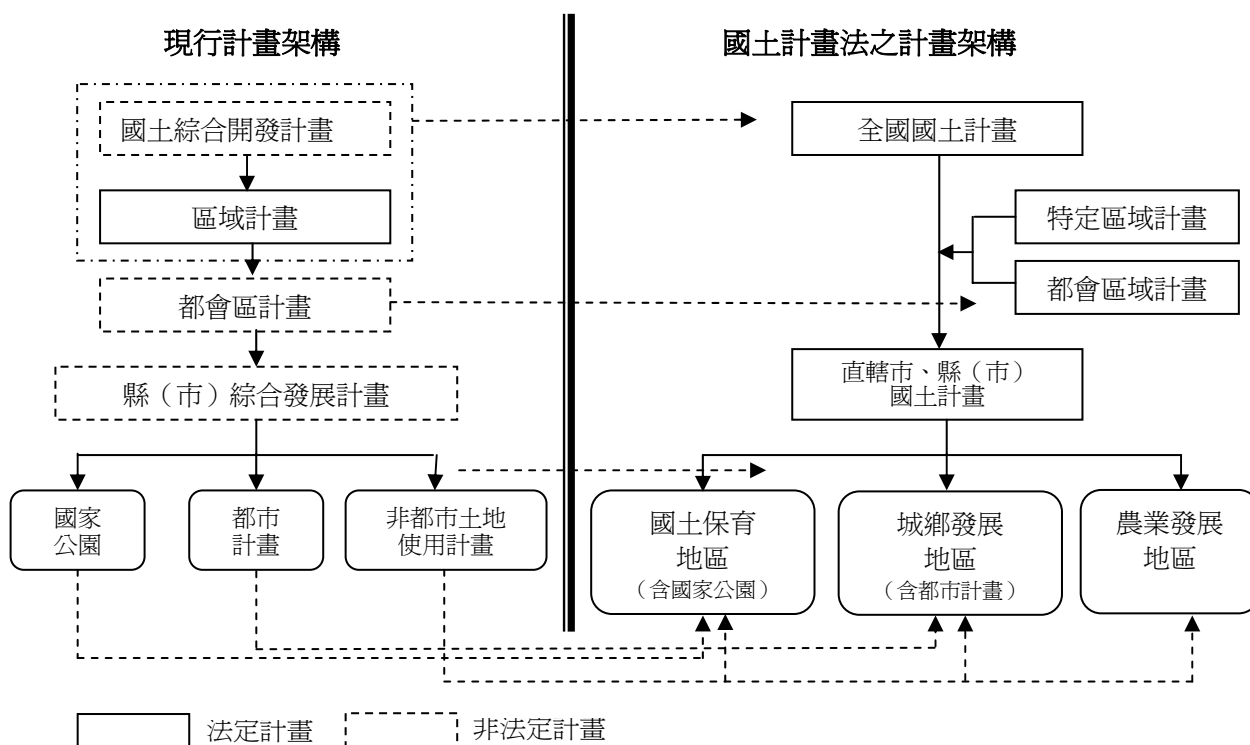 現行計畫架構
國土綜合開發計畫
區域計畫
都會區計畫
縣（市）綜合發展計畫
國家
公園
都市
計畫
非都市土地
使用計畫
國土計畫法之計畫架構
全國國土計畫
特定區域計畫
都會區域計畫
直轄市、縣（市）
國土計畫
國土保育
地區
（含國家公園）
城鄉發展
地區
（含都市計畫）
農業發展
地區
法定計畫
非法定計畫